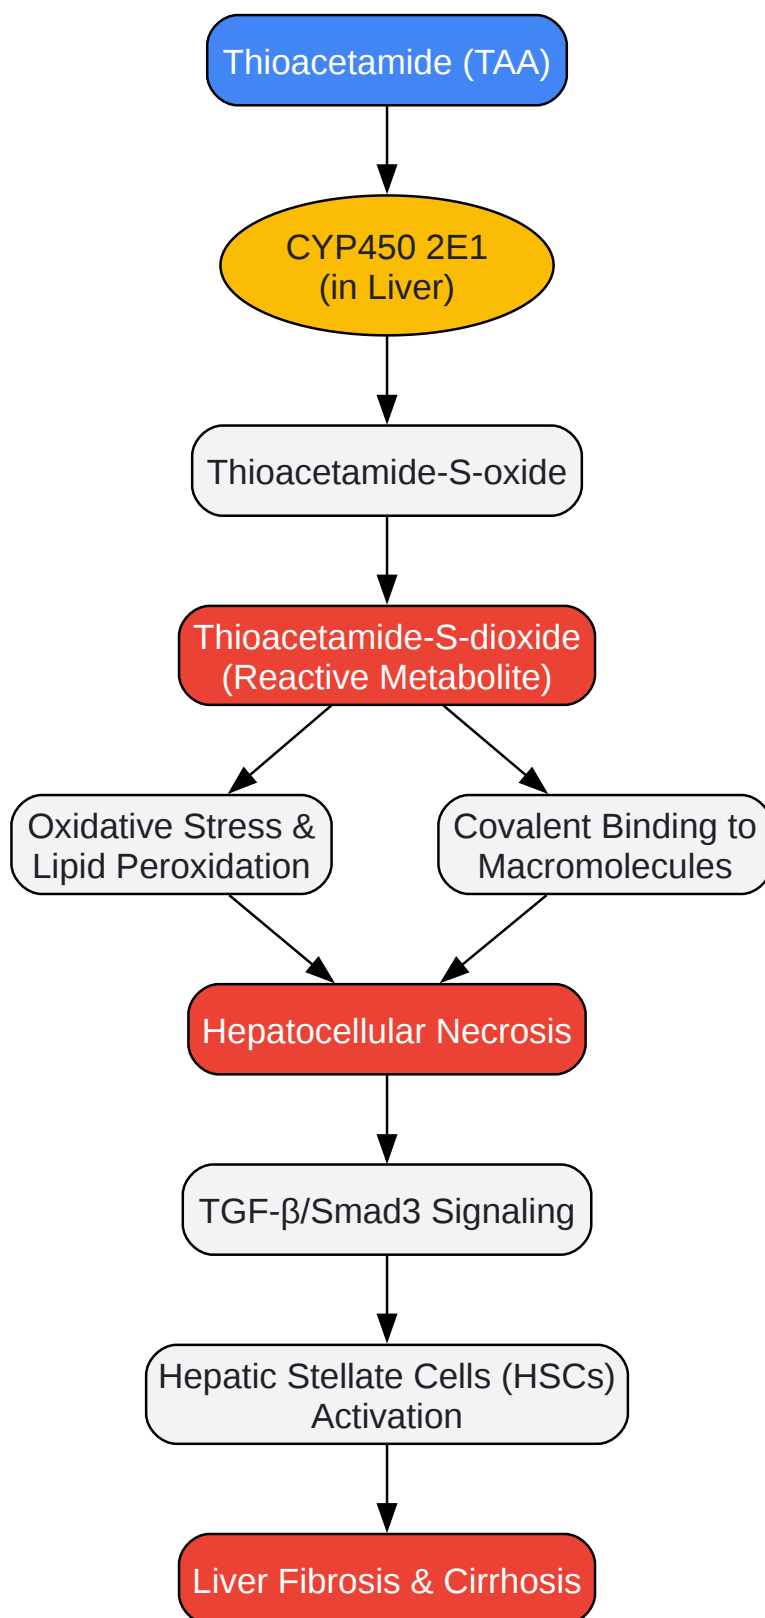 Thioacetamide (TAA)
CYP450 2E1
(in Liver)
Thioacetamide-S-oxide
Thioacetamide-S-dioxide
(Reactive Metabolite)
Oxidative Stress &
Lipid Peroxidation
Covalent Binding to
Macromolecules
Hepatocellular Necrosis
TGF-β/Smad3 Signaling
Hepatic Stellate Cells (HSCs)
Activation
Liver Fibrosis & Cirrhosis